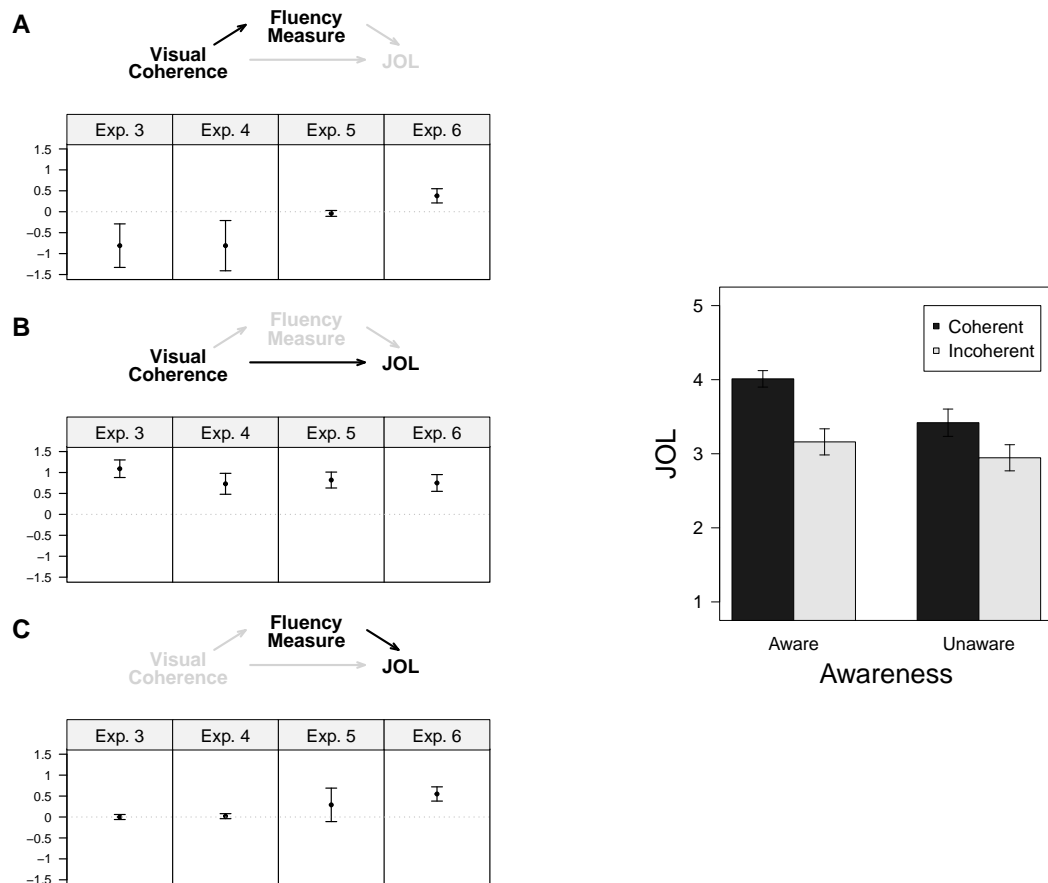 A
Fluency
Measure
Visual
Coherence
JOL
Exp. 3 Exp. 4 Exp. 5 Exp. 6
1.5
1
0.5
0
−0.5
−1
−1.5
B
Fluency
Measure
Visual
Coherence
JOL
Exp. 3 Exp. 4 Exp. 5 Exp. 6
1.5
1
0.5
0
−0.5
−1
−1.5
C
Fluency
Measure
Visual
Coherence
JOL
Exp. 3 Exp. 4 Exp. 5 Exp. 6
1.5
1
0.5
0
−0.5
−1
−1.5
JOL
5
4
3
2
1
Coherent
Incoherent
Aware Unaware
Awareness